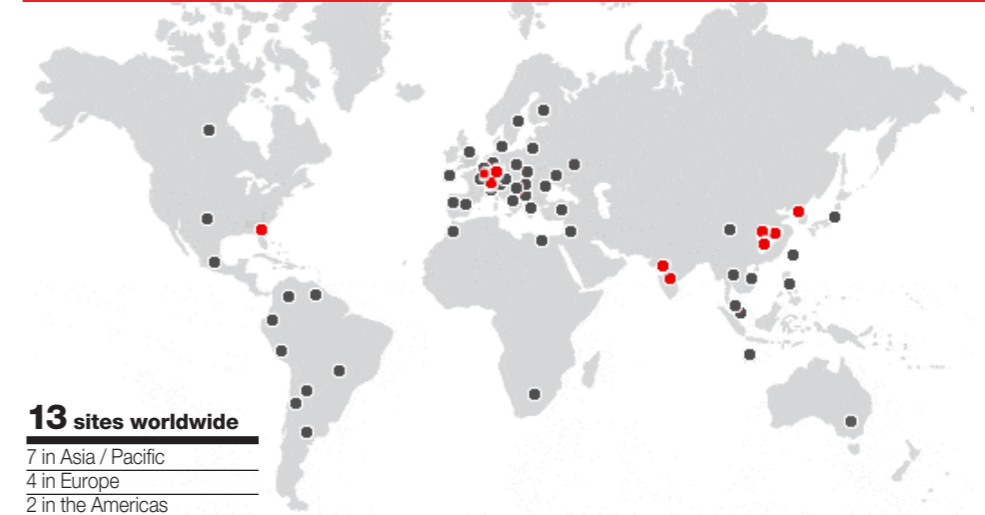 13 sites worldwide
7 in Asia / Pacific
4 in Europe
2 in the Americas